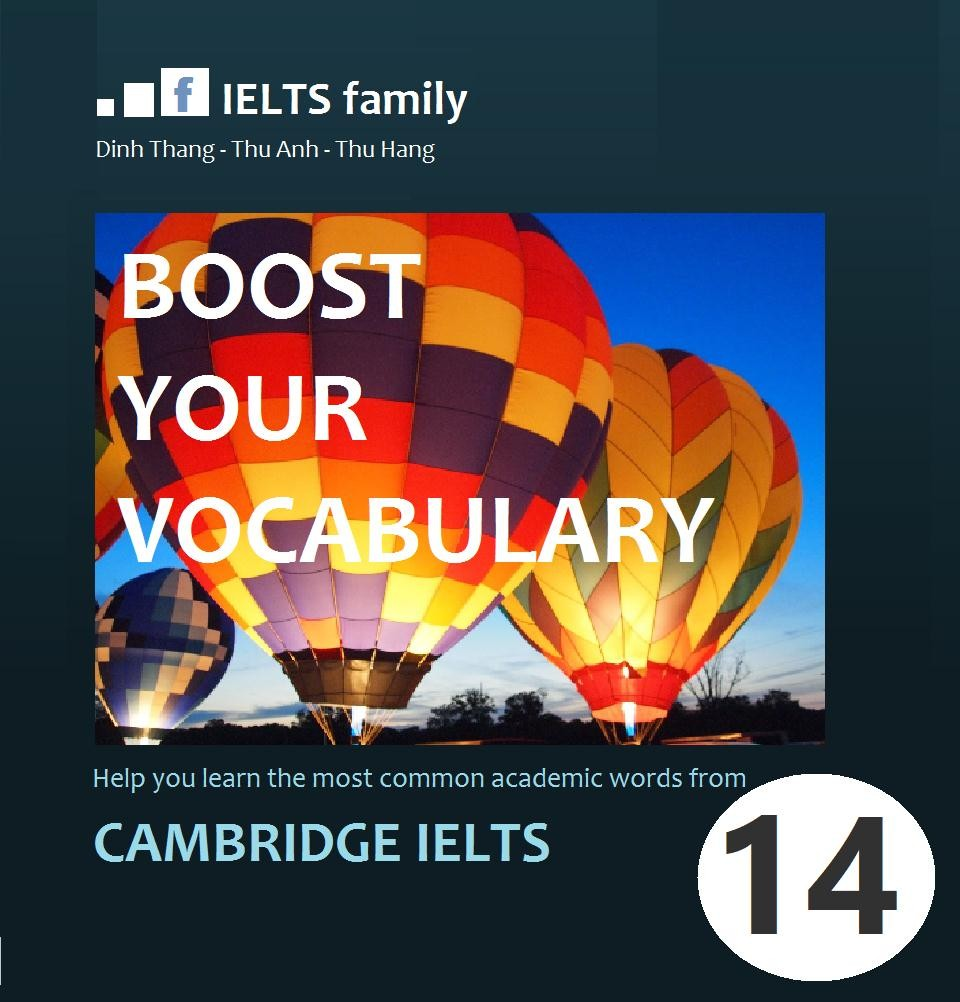 f IELTS family
Dinh Thang - Thu Anh - Thu Hang
BOOST
YOUR
VOCABULARY
Help you learn the most common academic words from
CAMBRIDGE IELTS
14